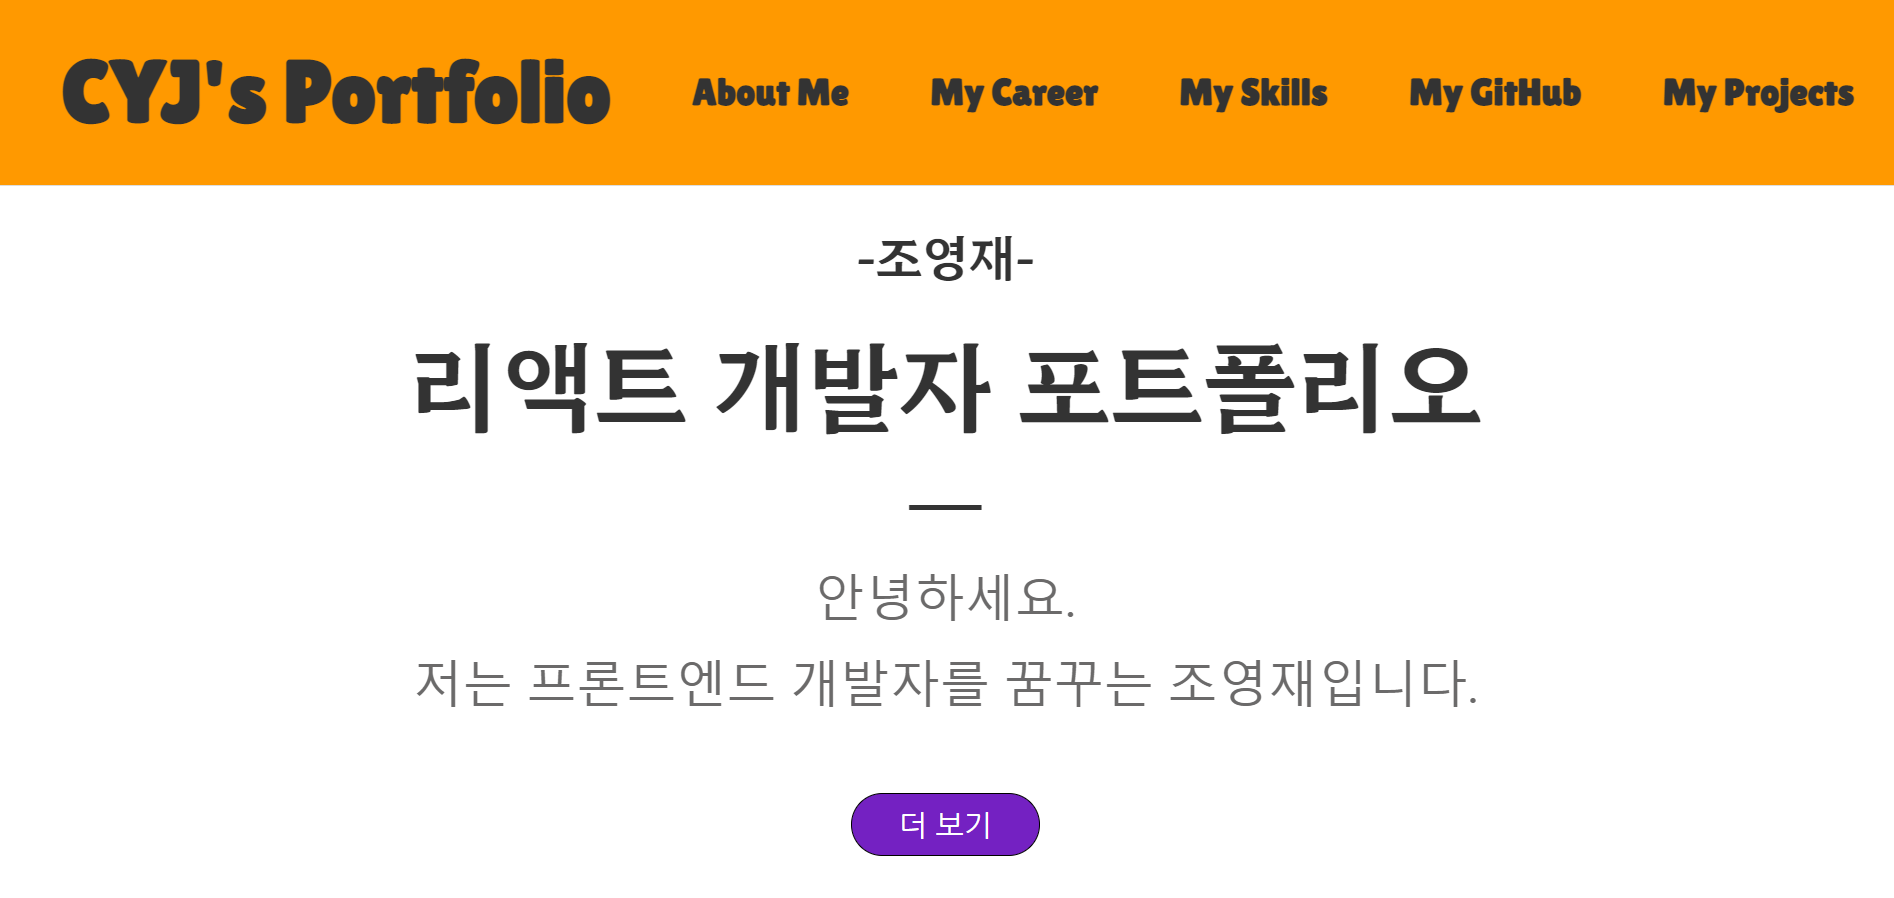 CYJ's Portfolio About Me My Career My Skills My GitHub My Projects
-조영재-
리액트 개발자 포트폴리오
안녕하세요.
저는 프론트엔드 개발자를 꿈꾸는 조영재입니다.
더 보기